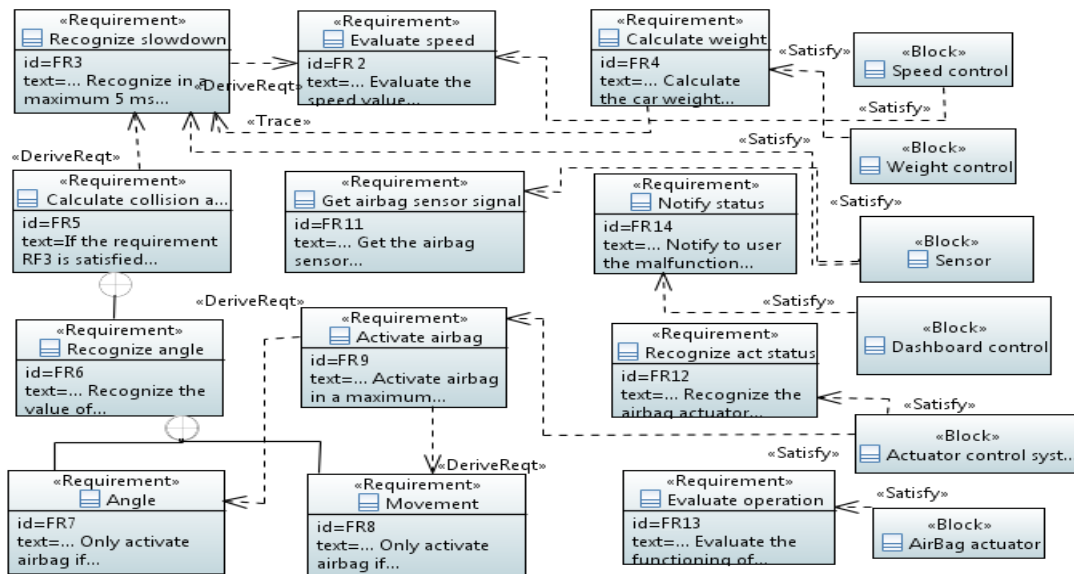 «Requirement»
Recognize slowdown
id=FR3
text=... Recognize in a
maximum 5 ms...
«Requirement»
Evaluate speed
id=FR2
text=... Evaluate the
speed value...
«Requirement»
Calculate weight
id=FR4
text=... Calculate
the car weight...
«Satisfy»
«Block»
Speed control
«DeriveReqt»
«Trace»
«Satisfy»
«Satisfy»
«Block»
Weight control
«DeriveReqt»
«Requirement»
Calculate collision a...
id=FR5
text=If the requirement
RF3 is satisfied...
«Requirement»
Get airbag sensor signal
id=FR11
text=... Get the airbag
sensor...
«Requirement»
Notify status
id=FR14
text=... Notify to user
the malfunction...
«Satisfy»
«Block»
Sensor
«DeriveReqt»
«Satisfy»
«Block»
Dashboard control
«Requirement»
Recognize angle
id=FR6
text=... Recognize the
value of...
«Requirement»
Activate airbag
id=FR9
text=... Activate airbag
in a maximum...
«Requirement»
Recognize act status
id=FR12
text=... Recognize the
airbag actuator...
«Satisfy»
«Block»
Actuator control syst...
«Satisfy»
«DeriveReqt»
«Requirement»
Angle
id=FR7
text=... Only activate
airbag if...
«Requirement»
Movement
id=FR8
text=... Only activate
airbag if...
«Requirement»
Evaluate operation
id=FR13
text=... Evaluate the
functioning of...
«Satisfy»
«Block»
AirBag actuator